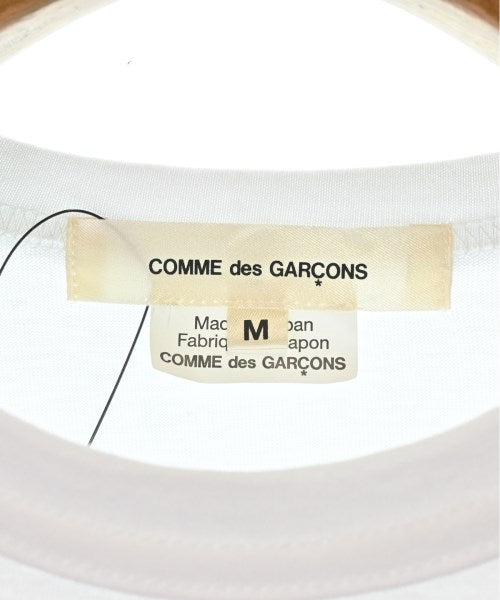 COMME des GARÇONS
*
M
Mac pan
Fabriq apon
COMME des GARÇONS
*